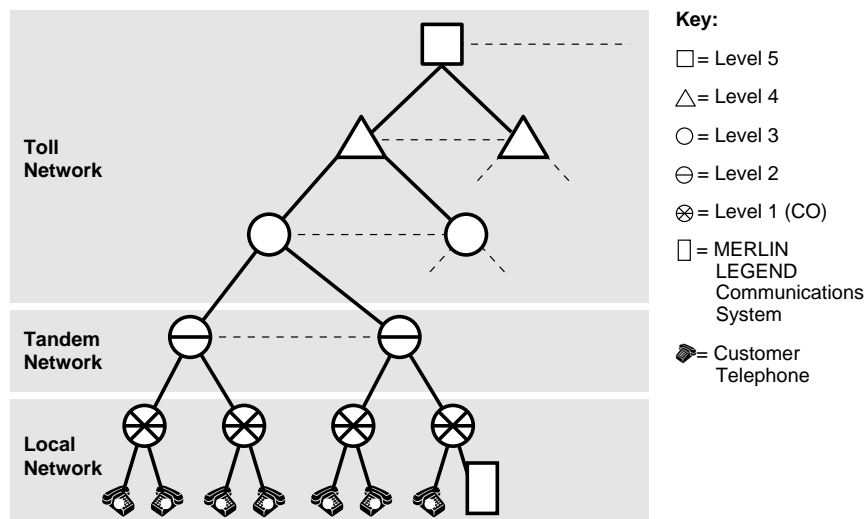 Key:
= Level 5
= Level 4
Toll
Network
= Level 3
= Level 2
= Level 1 (CO)
= MERLIN
LEGEND
Communications
System
Tandem
Network
= Customer
Telephone
Local
Network